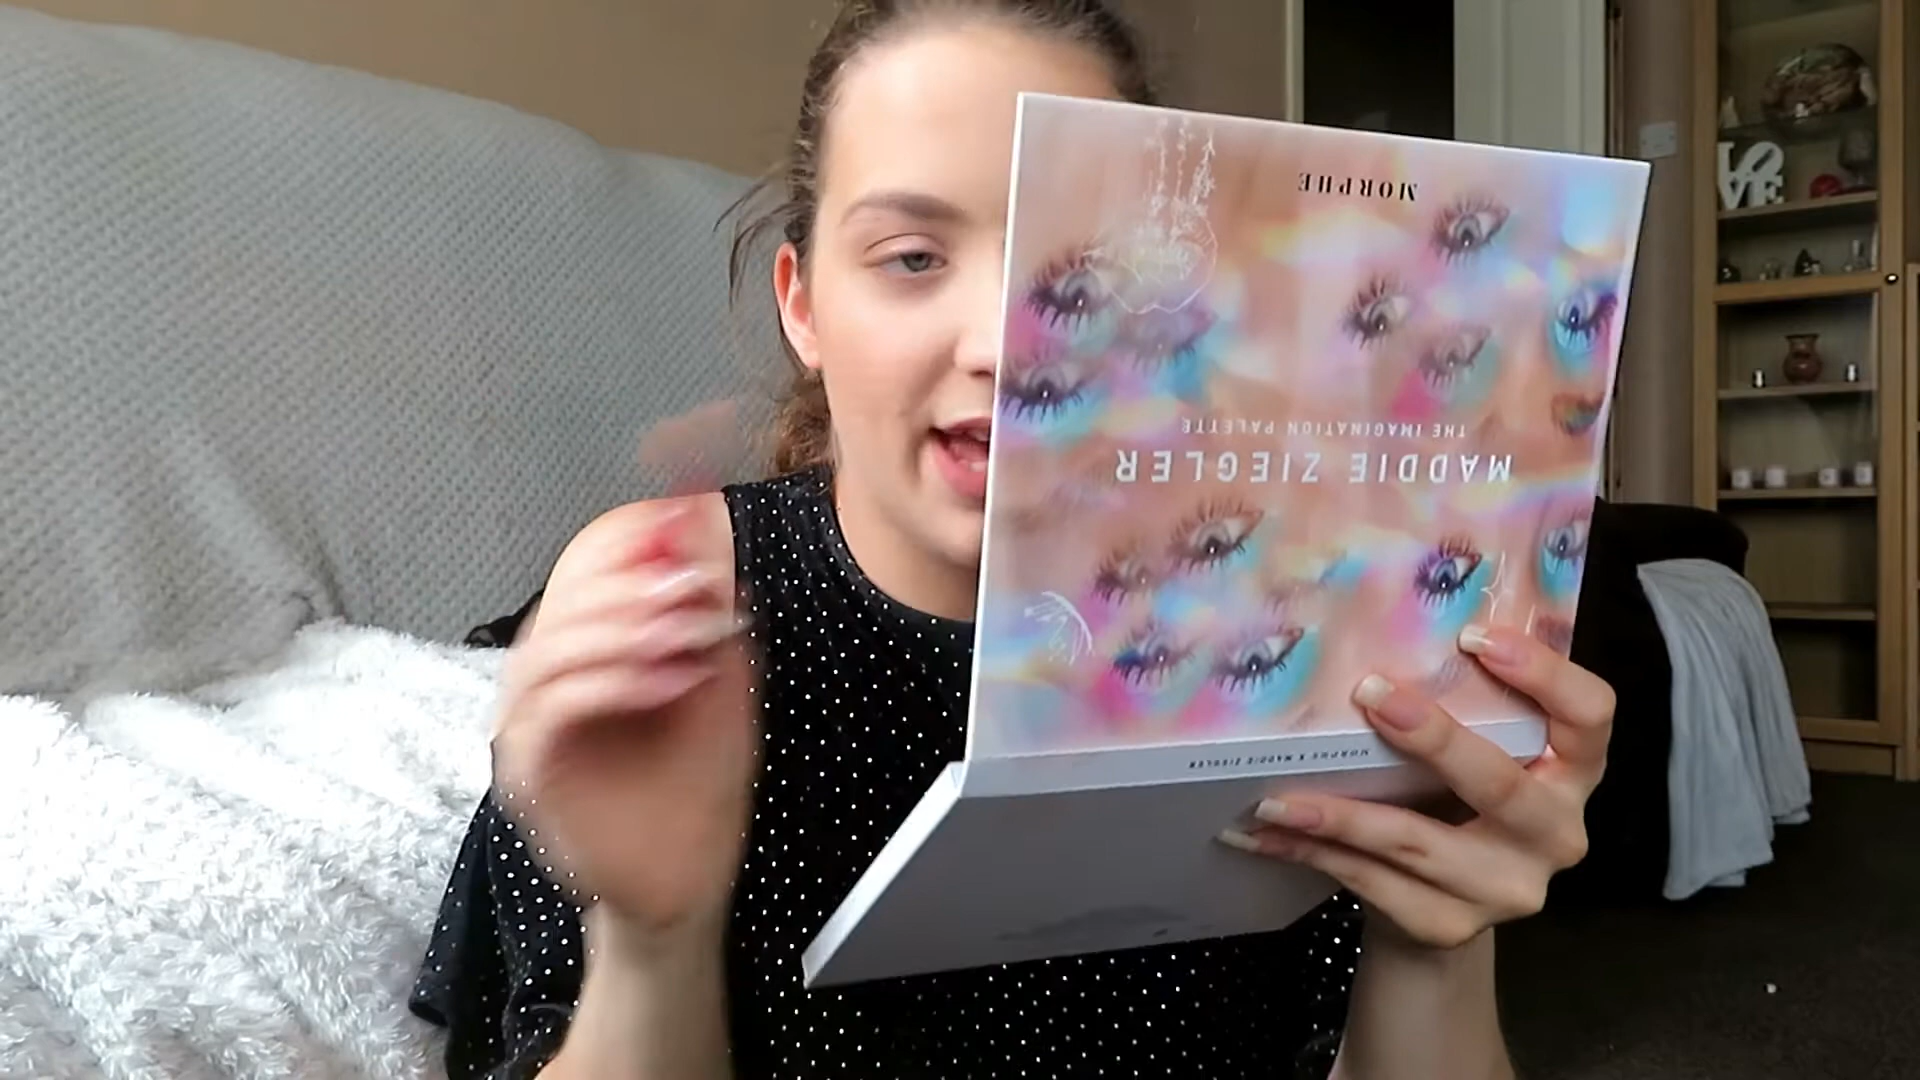 MORPHE X MADDIE ZIEGLER
MADDIE ZIEGLER
THE IMAGINATION PALETTE
MORPHE
LOVE